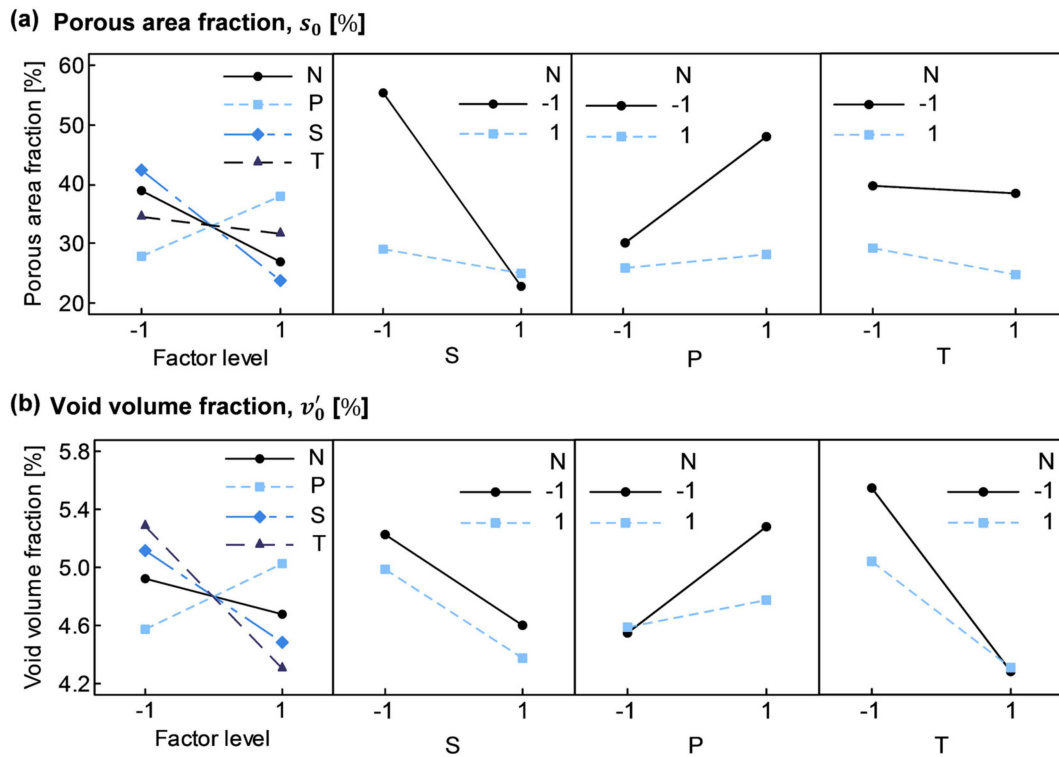 (a) Porous area fraction, s₀ [%]
Porous area fraction [%]
60
50
40
30
20
N
P
S
T
-1 1
Factor level
N
-1
1
-1 1
S
N
-1
1
-1 1
P
N
-1
1
-1 1
T
(b) Void volume fraction, v′₀ [%]
Void volume fraction [%]
5.8
5.4
5.0
4.6
4.2
N
P
S
T
-1 1
Factor level
N
-1
1
-1 1
S
N
-1
1
-1 1
P
N
-1
1
-1 1
T